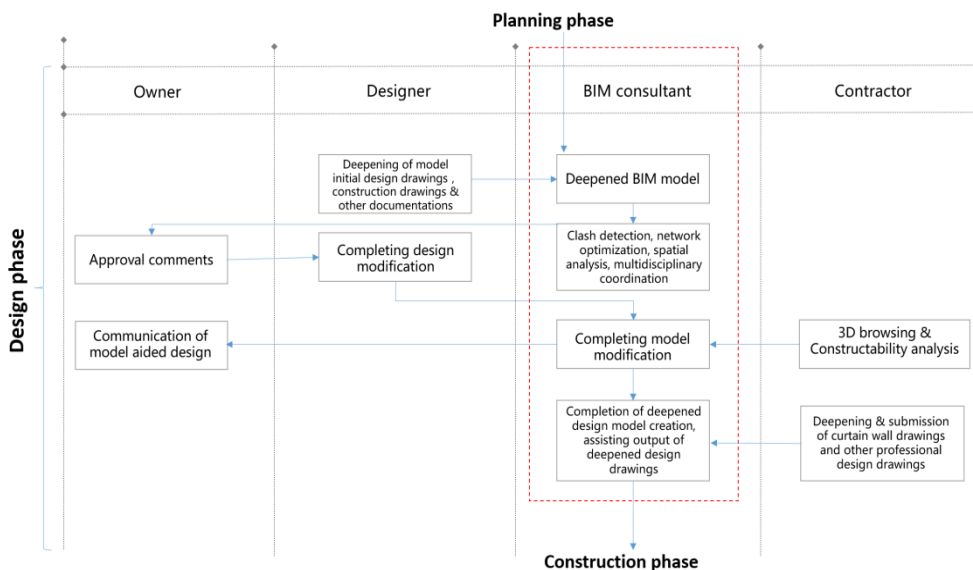 Planning phase
Owner
Designer
BIM consultant
Contractor
Design phase
Deepening of model
initial design drawings ,
construction drawings &
other documentations
Deepened BIM model
Approval comments
Completing design
modification
Clash detection, network
optimization, spatial
analysis, multidisciplinary
coordination
Communication of
model aided design
Completing model
modification
3D browsing &
Constructability analysis
Completion of deepened
design model creation,
assisting output of
deepened design
drawings
Deepening & submission
of curtain wall drawings
and other professional
design drawings
Construction phase